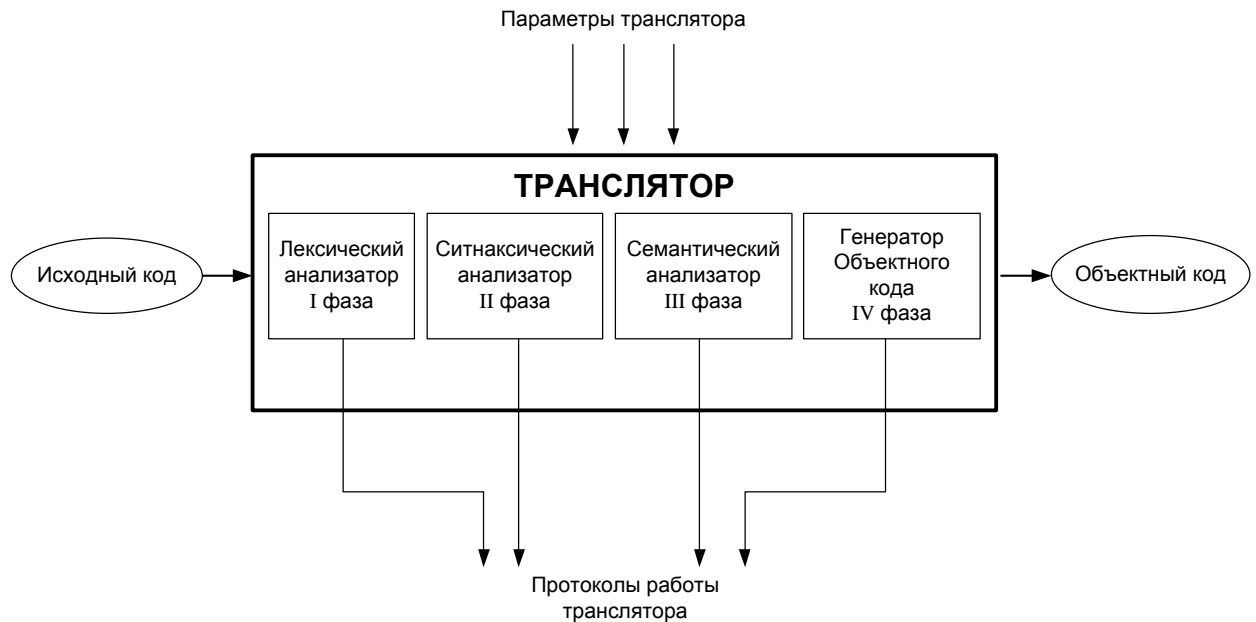 Параметры транслятора
ТРАНСЛЯТОР
Исходный код
Лексический
анализатор
I фаза
Ситнаксический
анализатор
II фаза
Семантический
анализатор
III фаза
Генератор
Объектного
кода
IV фаза
Объектный код
Протоколы работы
транслятора